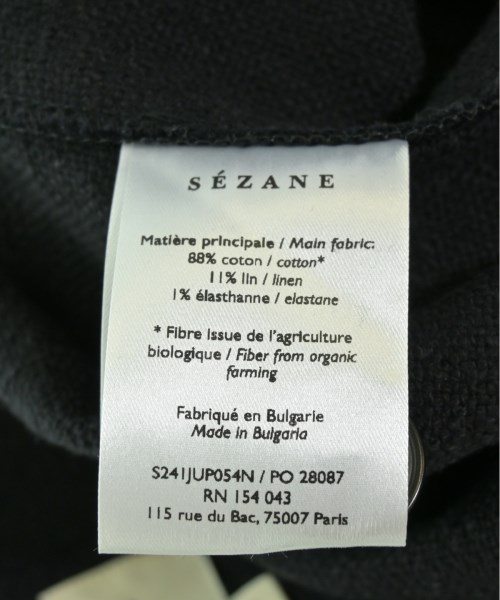 SÉZANE
Matière principale / Main fabric:
88% coton / cotton*
11% lin / linen
1% élasthanne / elastane
* Fibre issue de l'agriculture
biologique / Fiber from organic
farming
Fabriqué en Bulgarie
Made in Bulgaria
S241JUP054N / PO 28087
RN 154 043
115 rue du Bac, 75007 Paris